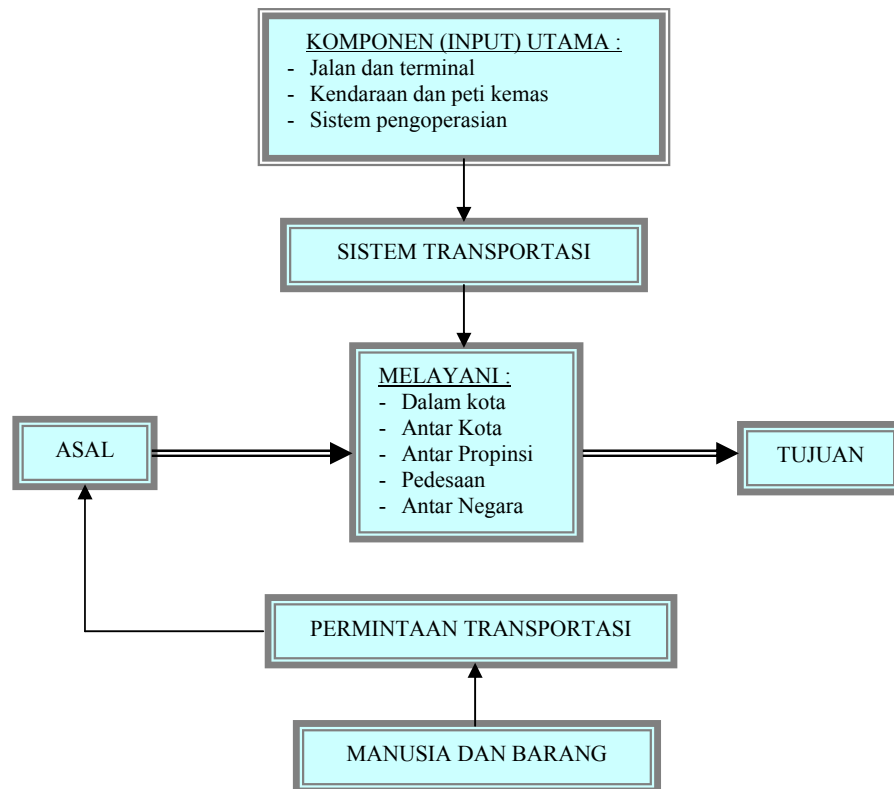 KOMPONEN (INPUT) UTAMA :
- Jalan dan terminal
- Kendaraan dan peti kemas
- Sistem pengoperasian
SISTEM TRANSPORTASI
MELAYANI :
- Dalam kota
- Antar Kota
- Antar Propinsi
- Pedesaan
- Antar Negara
ASAL
TUJUAN
PERMINTAAN TRANSPORTASI
MANUSIA DAN BARANG